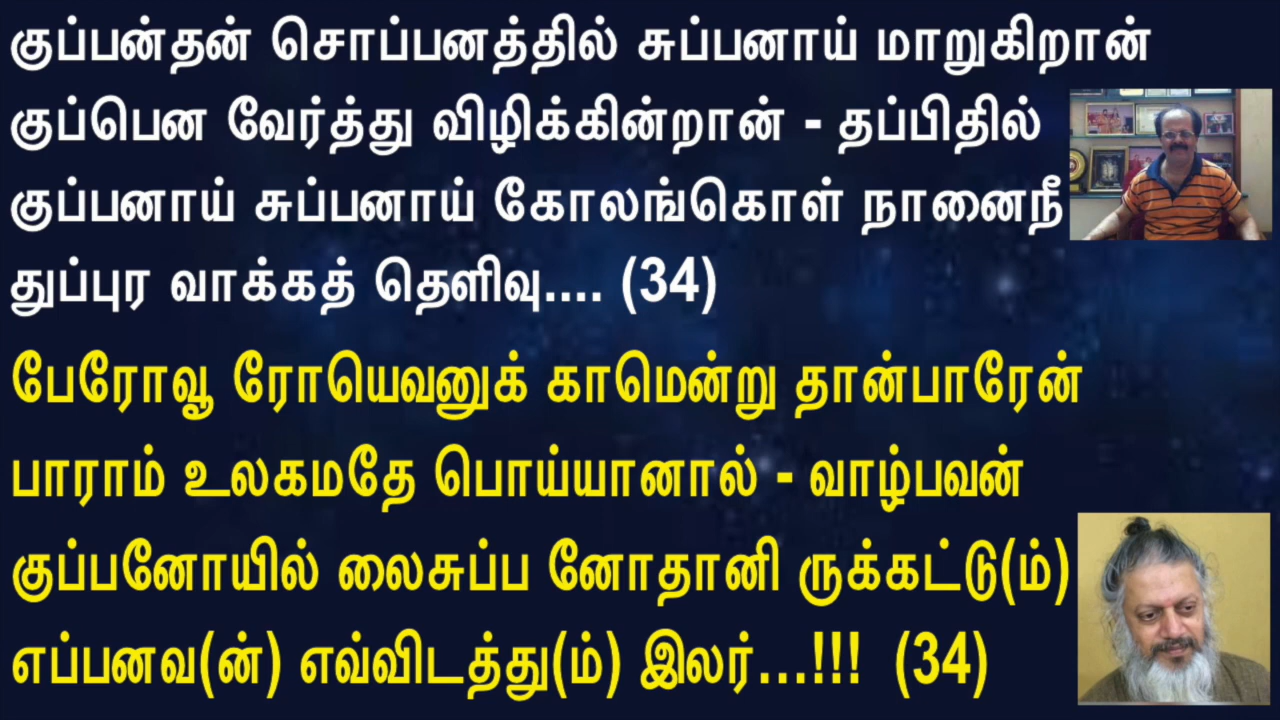 குப்பன்தன் சொப்பனத்தில் சுப்பனாய் மாறுகிறான்
குப்பென வேர்த்து விழிக்கின்றான் - தப்பிதில்
குப்பனாய் சுப்பனாய் கோலங்கொள் நானைநீ
துப்புர வாக்கத் தெளிவு.... (34)
பேரோவூ ரோயெவனுக் காமென்று தான்பாரேன்
பாராம் உலகமதே பொய்யானால் - வாழ்பவன்
குப்பனோயில் லைசுப்ப னோதானி ருக்கட்டு(ம்)
எப்பனவ(ன்) எவ்விடத்து(ம்) இலர்...!!! (34)